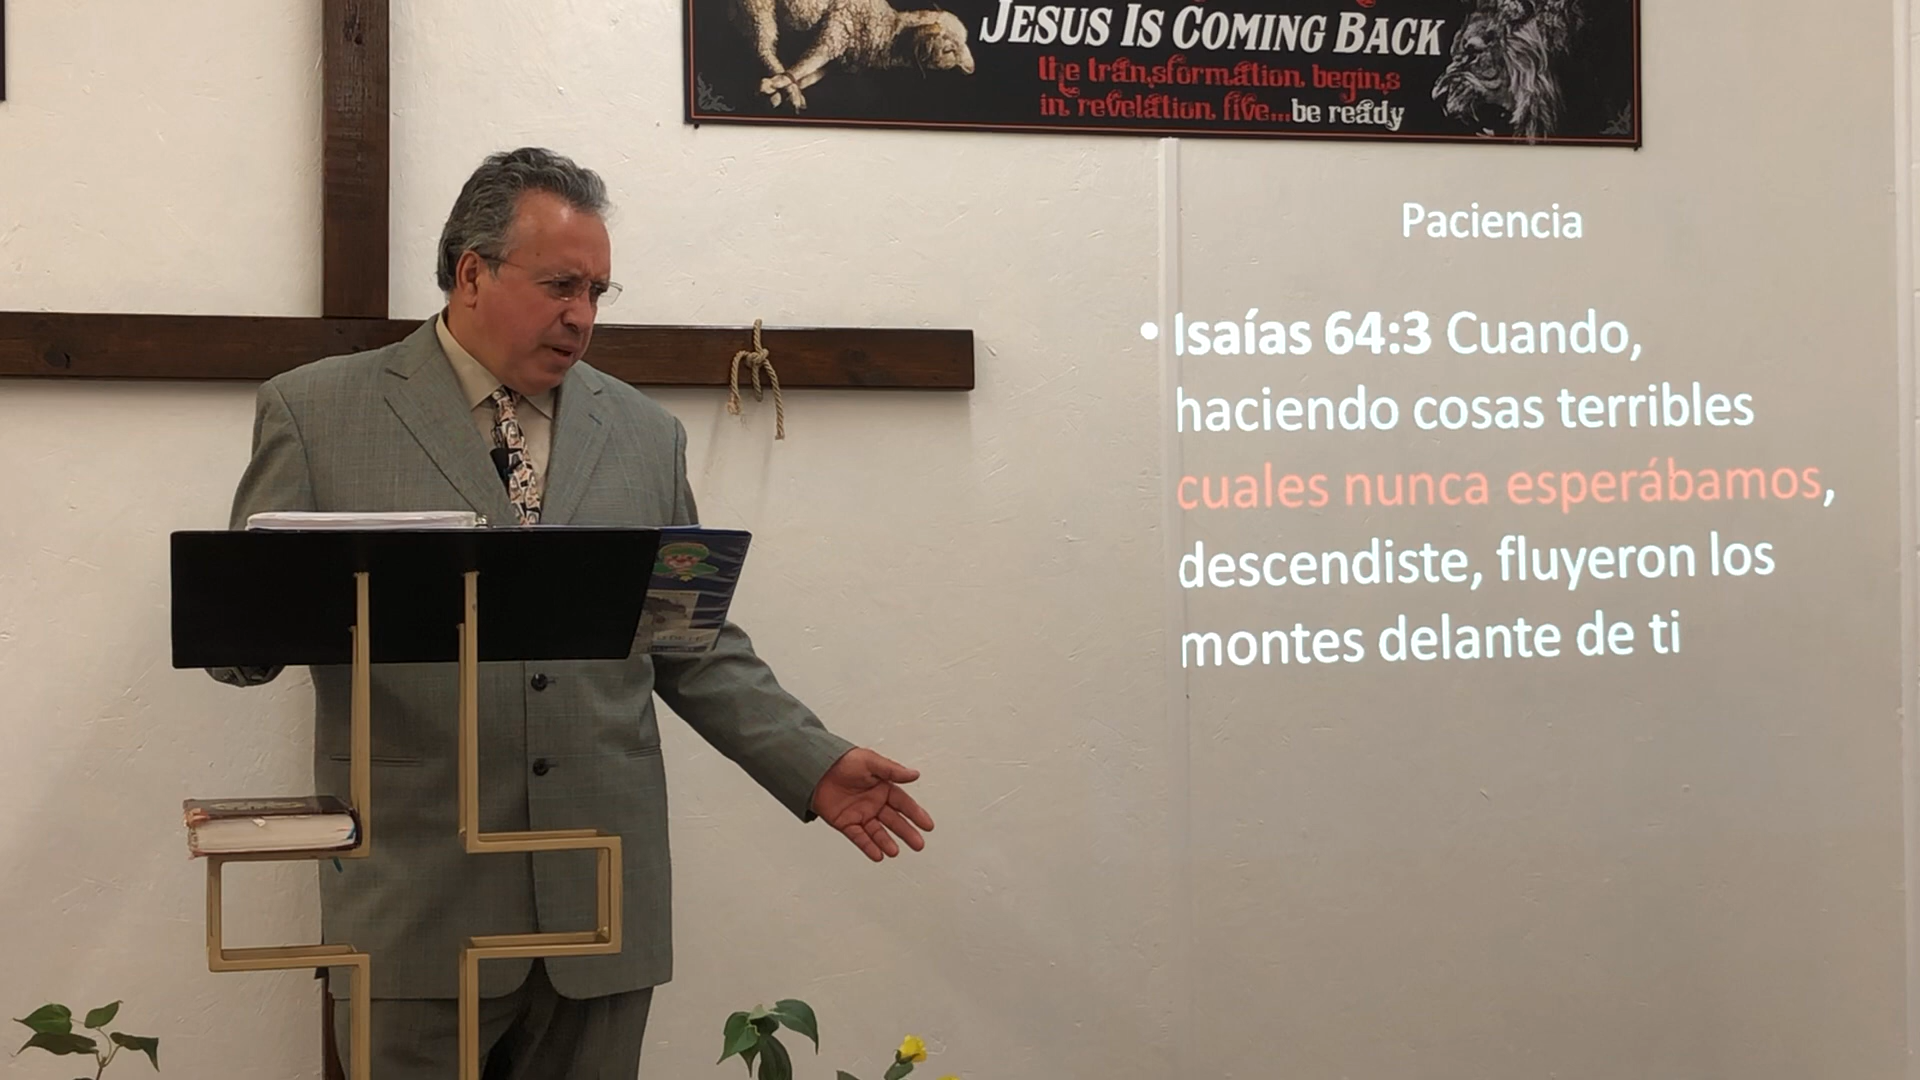 JESUS IS COMING BACK
the transformation begins
in revelation five...be ready
Paciencia
• Isaías 64:3 Cuando,
haciendo cosas terribles
cuales nunca esperábamos,
descendiste, fluyeron los
montes delante de ti